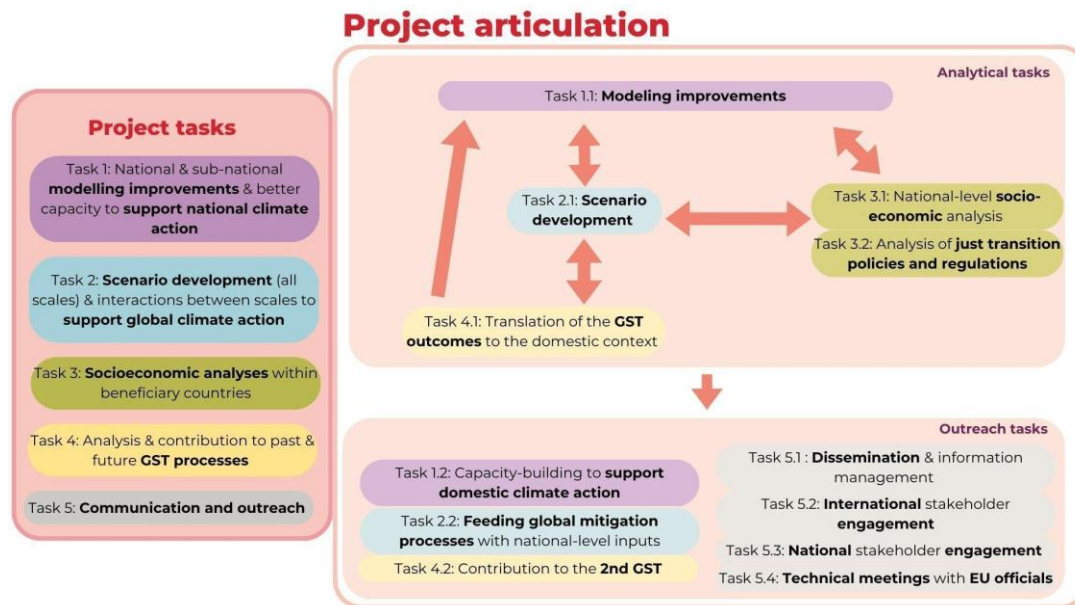 Project articulation
Project tasks
Task 1: National & sub-national
modelling improvements & better
capacity to support national climate
action
Task 2: Scenario development (all
scales) & interactions between scales to
support global climate action
Task 3: Socioeconomic analyses within
beneficiary countries
Task 4: Analysis & contribution to past &
future GST processes
Task 5: Communication and outreach
Analytical tasks
Task 1.1: Modeling improvements
Task 2.1: Scenario
development
Task 3.1: National-level socio-
economic analysis
Task 3.2: Analysis of just transition
policies and regulations
Task 4.1: Translation of the GST
outcomes to the domestic context
Outreach tasks
Task 1.2: Capacity-building to support
domestic climate action
Task 2.2: Feeding global mitigation
processes with national-level inputs
Task 4.2: Contribution to the 2nd GST
Task 5.1 : Dissemination & information
management
Task 5.2: International stakeholder
engagement
Task 5.3: National stakeholder engagement
Task 5.4: Technical meetings with EU officials